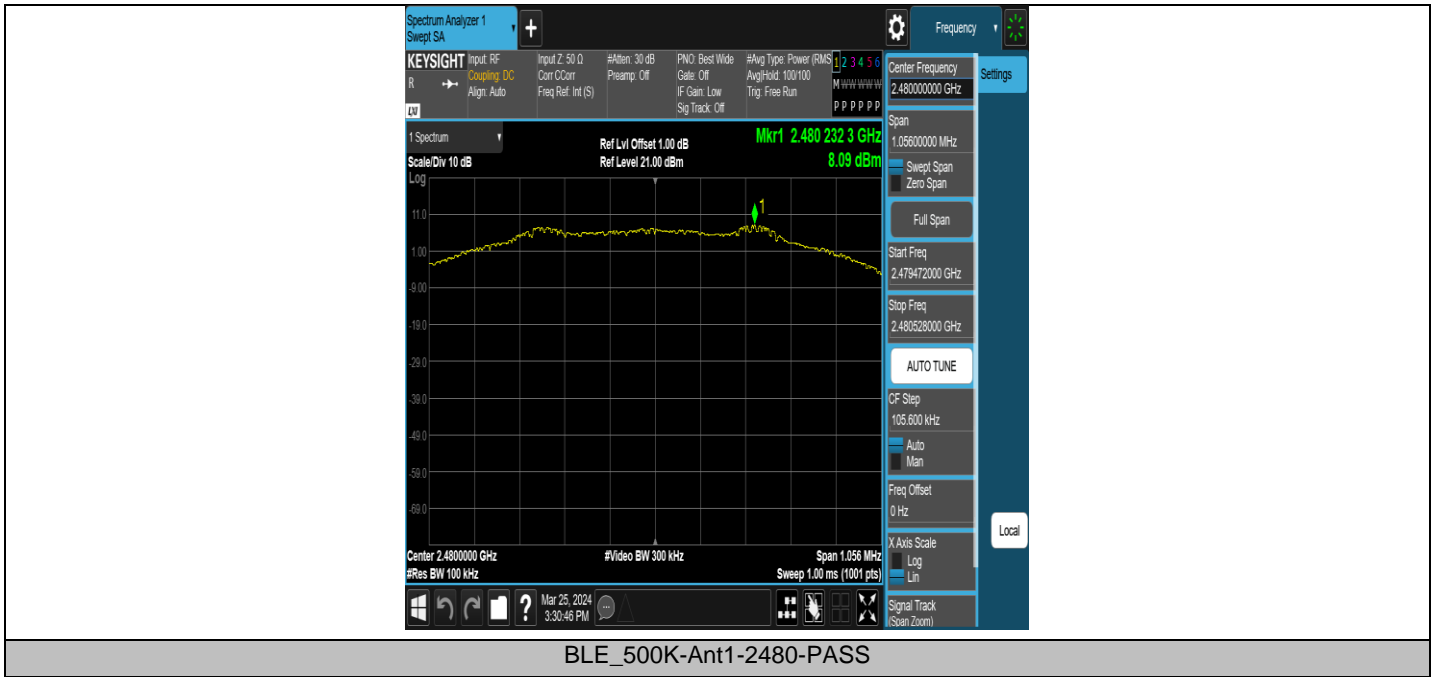 Spectrum Analyzer 1
Swept SA
+
Frequency
KEYSIGHT
R
LXI
Input: RF
Coupling: DC
Align: Auto
Input Z: 50 Ω
Corr CCorr
Freq Ref: Int (S)
#Atten: 30 dB
Preamp: Off
PNO: Best Wide
Gate: Off
IF Gain: Low
Sig Track: Off
#Avg Type: Power (RMS
Avg|Hold: 100/100
Trig: Free Run
1 2 3 4 5 6
M W W W W W
P P P P P P
1 Spectrum
Scale/Div 10 dB
Log
Ref Lvl Offset 1.00 dB
Ref Level 21.00 dBm
Mkr1 2.480 232 3 GHz
8.09 dBm
1
11.0
1.00
-9.00
-19.0
-29.0
-39.0
-49.0
-59.0
-69.0
Center 2.4800000 GHz
#Res BW 100 kHz
#Video BW 300 kHz
Span 1.056 MHz
Sweep 1.00 ms (1001 pts)
?
Mar 25, 2024
3:30:46 PM
Center Frequency
2.480000000 GHz
Settings
Span
1.05600000 MHz
Swept Span
Zero Span
Full Span
Start Freq
2.479472000 GHz
Stop Freq
2.480528000 GHz
AUTO TUNE
CF Step
105.600 kHz
Auto
Man
Freq Offset
0 Hz
X Axis Scale
Log
Lin
Local
Signal Track
(Span Zoom)
BLE_500K-Ant1-2480-PASS